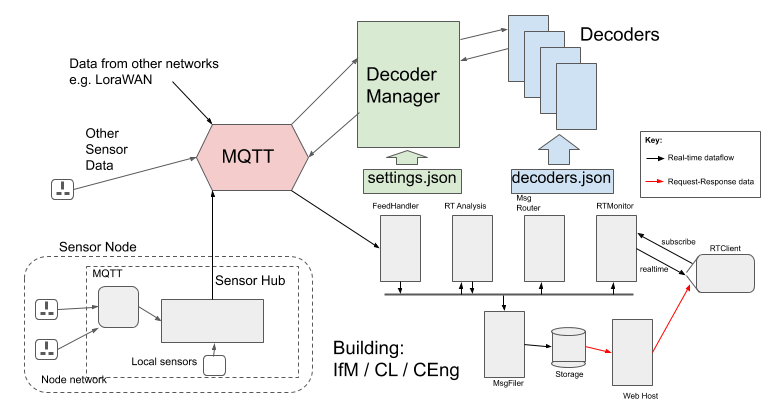 Data from other networks
e.g. LoraWAN
Decoder
Manager
Decoders
Other
Sensor
Data
MQTT
Key:
Real-time dataflow
Request-Response data
settings.json
decoders.json
FeedHandler
RT Analysis
Msg
Router
RTMonitor
subscribe
RTClient
realtime
Sensor Node
MQTT
Sensor Hub
Local sensors
Node network
Building:
IfM / CL / CEng
MsgFiler
Storage
Web Host